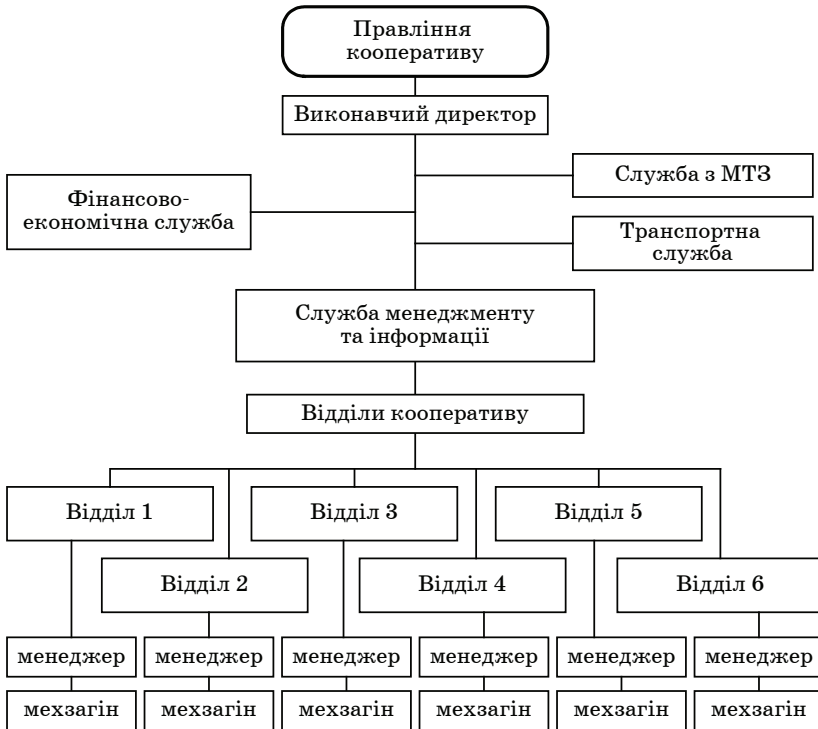 Правління
кооперативу
Виконавчий директор
Служба з МТЗ
Фінансово-
економічна служба
Транспортна
служба
Служба менеджменту
та інформації
Відділи кооперативу
Відділ 1
Відділ 3
Відділ 5
Відділ 2
Відділ 4
Відділ 6
менеджер
менеджер
менеджер
менеджер
менеджер
менеджер
мехзагін
мехзагін
мехзагін
мехзагін
мехзагін
мехзагін